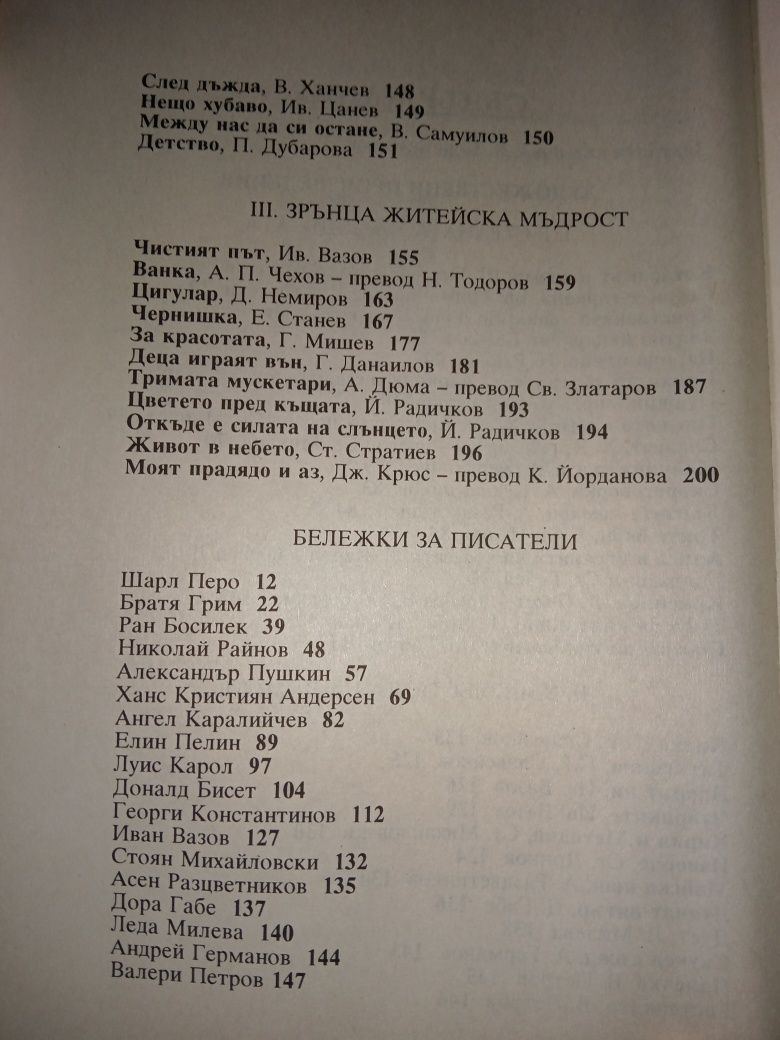 След дъжда, В. Ханчев 148
Нещо хубаво, Ив. Цанев 149
Между нас да си остане, В. Самуилов 150
Детство, П. Дубарова 151
III. ЗРЪНЦА ЖИТЕЙСКА МЪДРОСТ
Чистият път, Ив. Вазов 155
Ванка, А. П. Чехов – превод Н. Тодоров 159
Цигулар, Д. Немиров 163
Чернишка, Е. Станев 167
За красотата, Г. Мишев 177
Деца играят вън, Г. Данаилов 181
Тримата мускетари, А. Дюма – превод Св. Златаров 187
Цветето пред къщата, Й. Радичков 193
Откъде е силата на слънцето, Й. Радичков 194
Живот в небето, Ст. Стратиев 196
Моят прадядо и аз, Дж. Крюс – превод К. Йорданова 200
БЕЛЕЖКИ ЗА ПИСАТЕЛИ
Шарл Перо 12
Братя Грим 22
Ран Босилек 39
Николай Райнов 48
Александър Пушкин 57
Ханс Кристиян Андерсен 69
Ангел Каралийчев 82
Елин Пелин 89
Луис Карол 97
Доналд Бисет 104
Георги Константинов 112
Иван Вазов 127
Стоян Михайловски 132
Асен Разцветников 135
Дора Габе 137
Леда Милева 140
Андрей Германов 144
Валери Петров 147